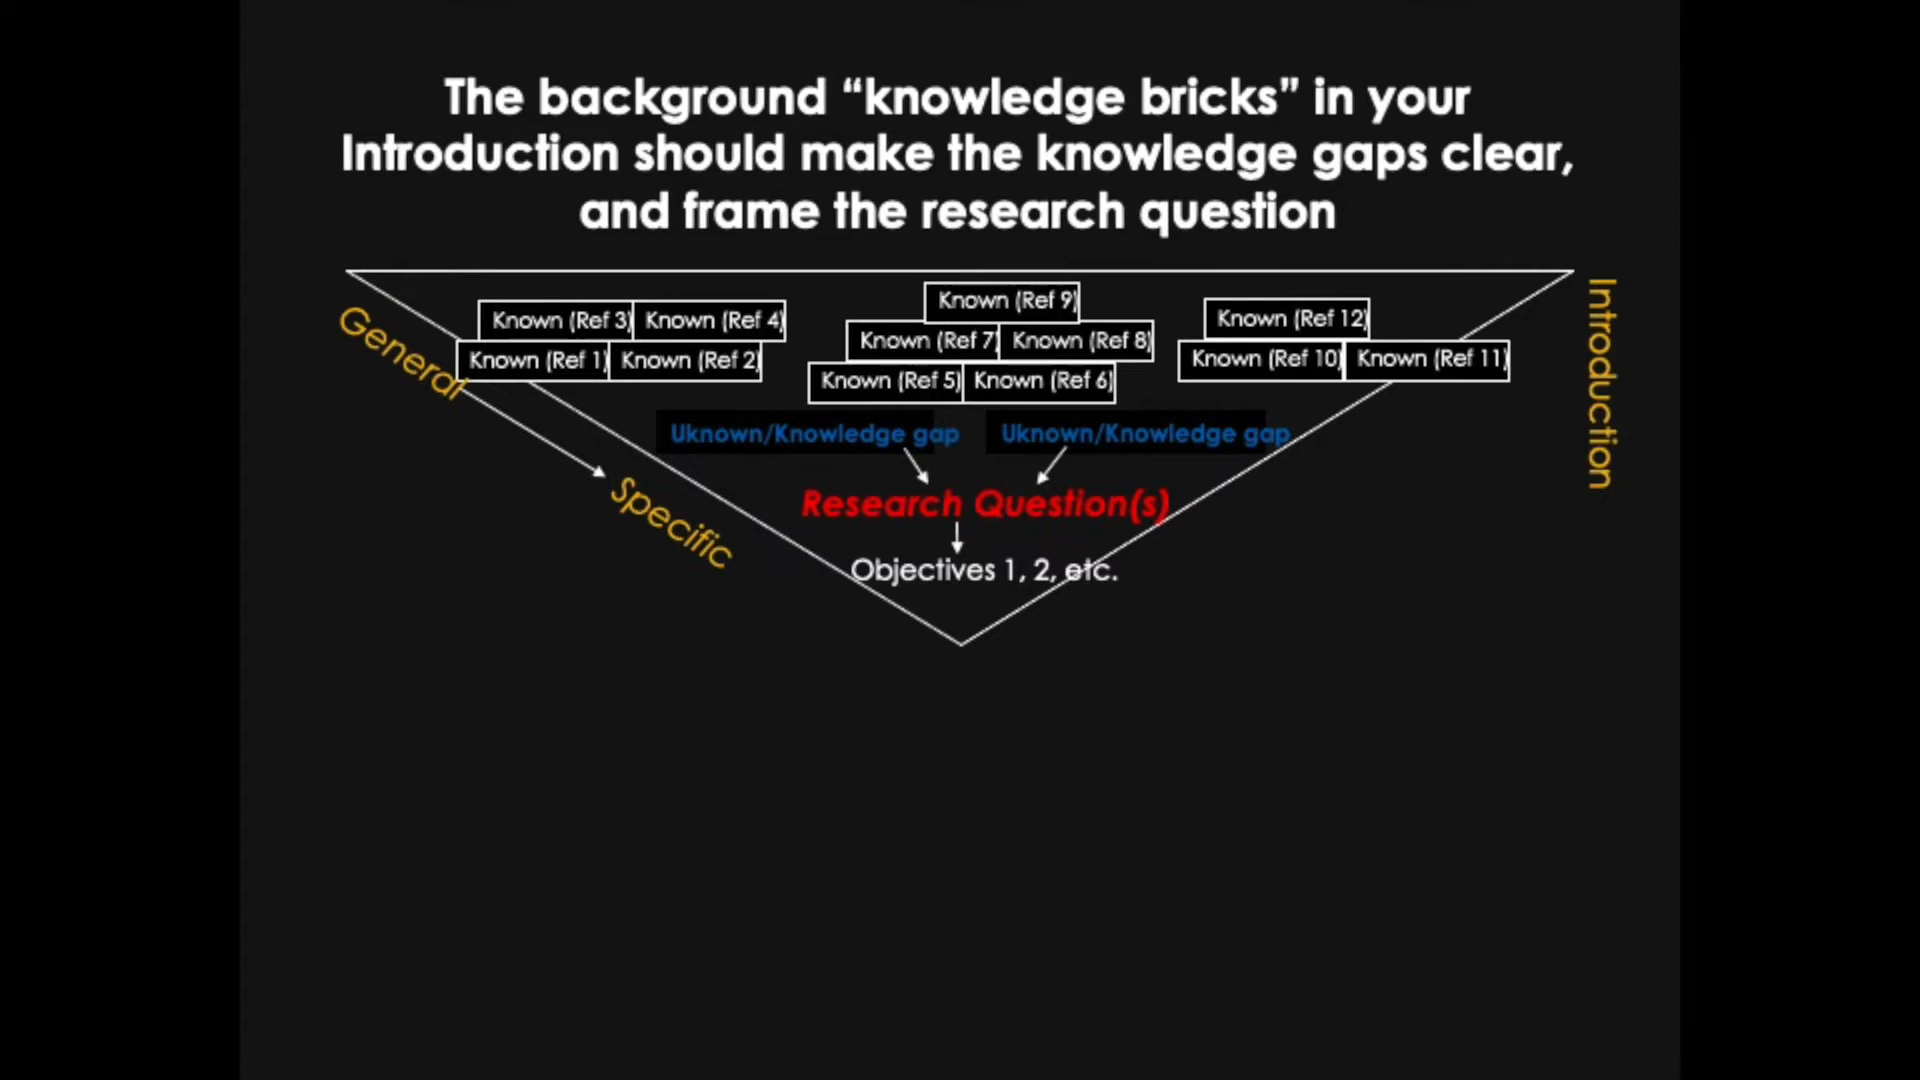 The background “knowledge bricks” in your
Introduction should make the knowledge gaps clear,
and frame the research question
General
Specific
Introduction
Known (Ref 3) Known (Ref 4)
Known (Ref 1) Known (Ref 2)
Known (Ref 9)
Known (Ref 7) Known (Ref 8)
Known (Ref 5) Known (Ref 6)
Known (Ref 12)
Known (Ref 10) Known (Ref 11)
Uknown/Knowledge gap Uknown/Knowledge gap
Research Question(s)
Objectives 1, 2, etc.